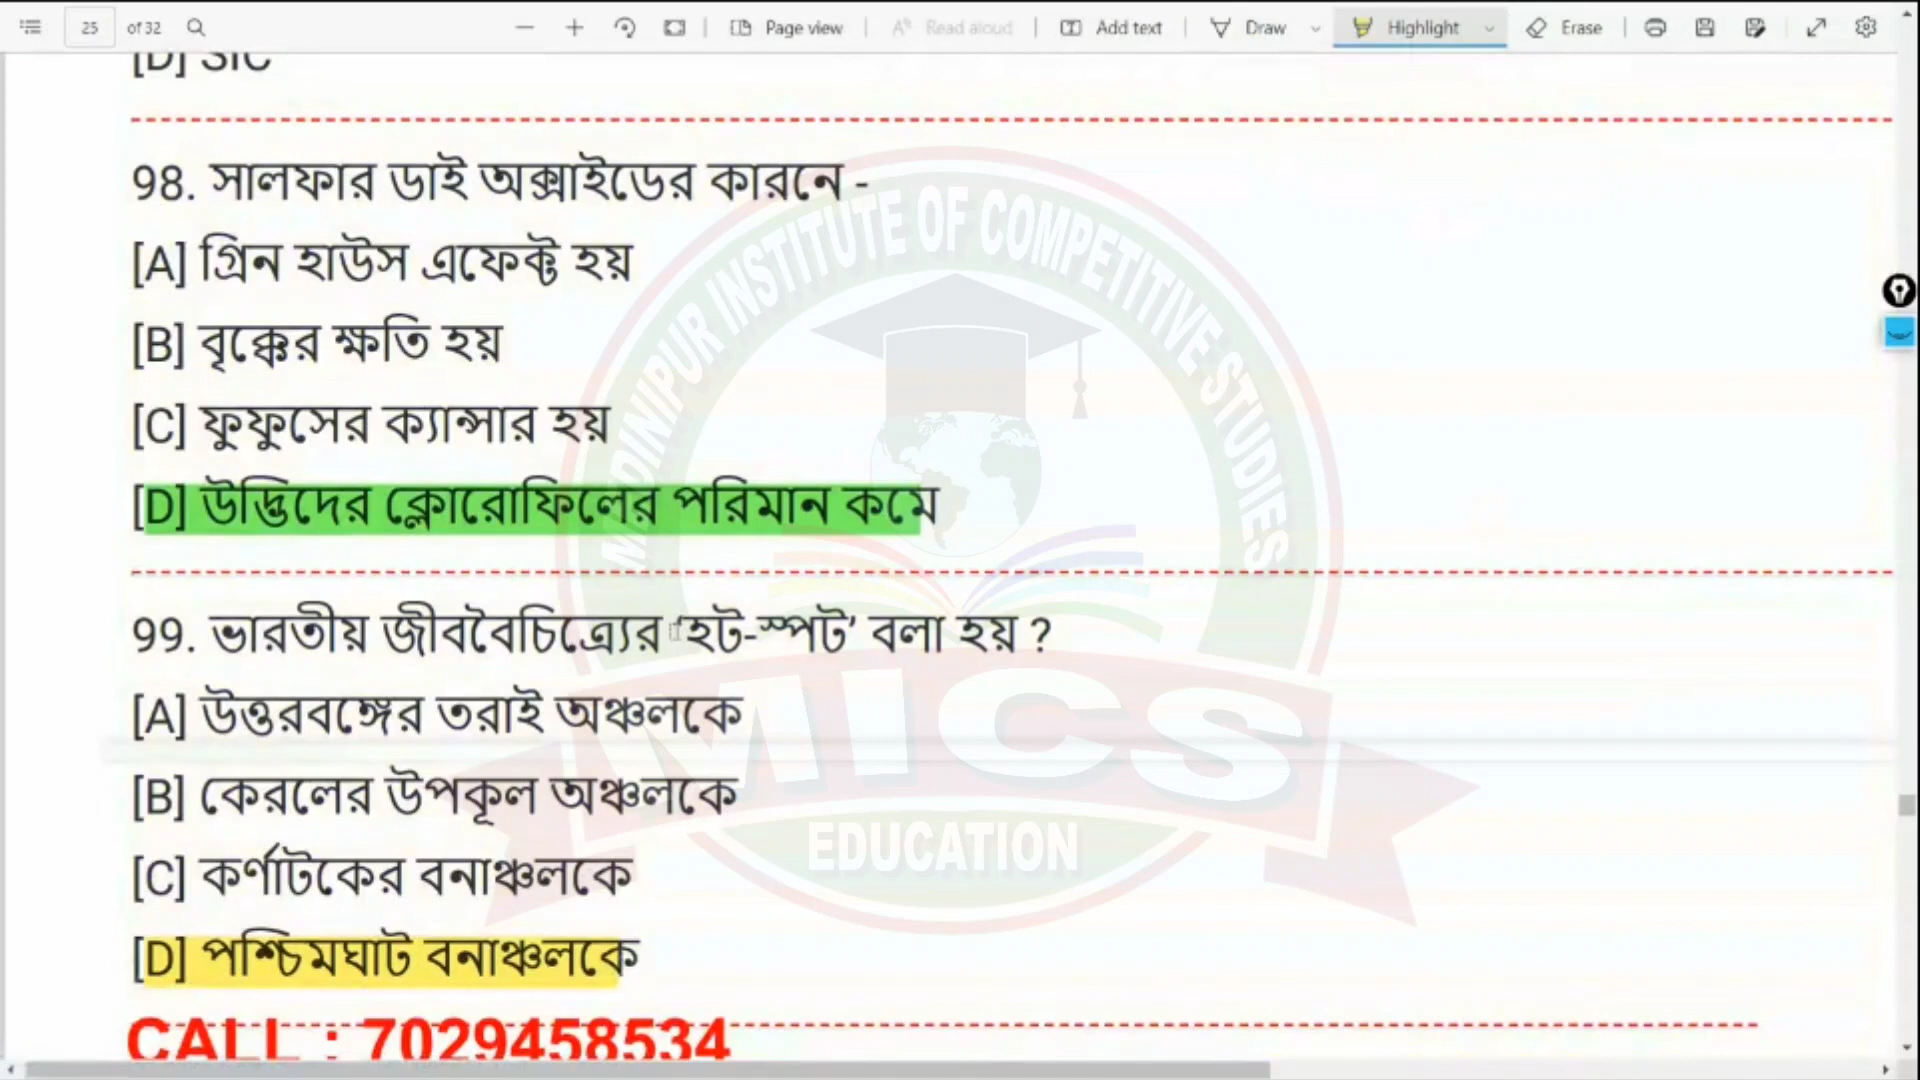 25 of 32 Page view Read aloud Add text Draw Highlight Erase
[D] SIC
98. সালফার ডাই অক্সাইডের কারনে -
[A] গ্রিন হাউস এফেক্ট হয়
[B] বৃক্কের ক্ষতি হয়
[C] ফুফুসের ক্যান্সার হয়
[D] উদ্ভিদের ক্লোরোফিলের পরিমান কমে
99. ভারতীয় জীববৈচিত্র্যের ‘হট-স্পট’ বলা হয় ?
[A] উত্তরবঙ্গের তরাই অঞ্চলকে
[B] কেরলের উপকূল অঞ্চলকে
[C] কর্ণাটকের বনাঞ্চলকে
[D] পশ্চিমঘাট বনাঞ্চলকে
CALL : 7029458534
MIDINIPUR INSTITUTE OF COMPETITIVE STUDIES
MICS
EDUCATION